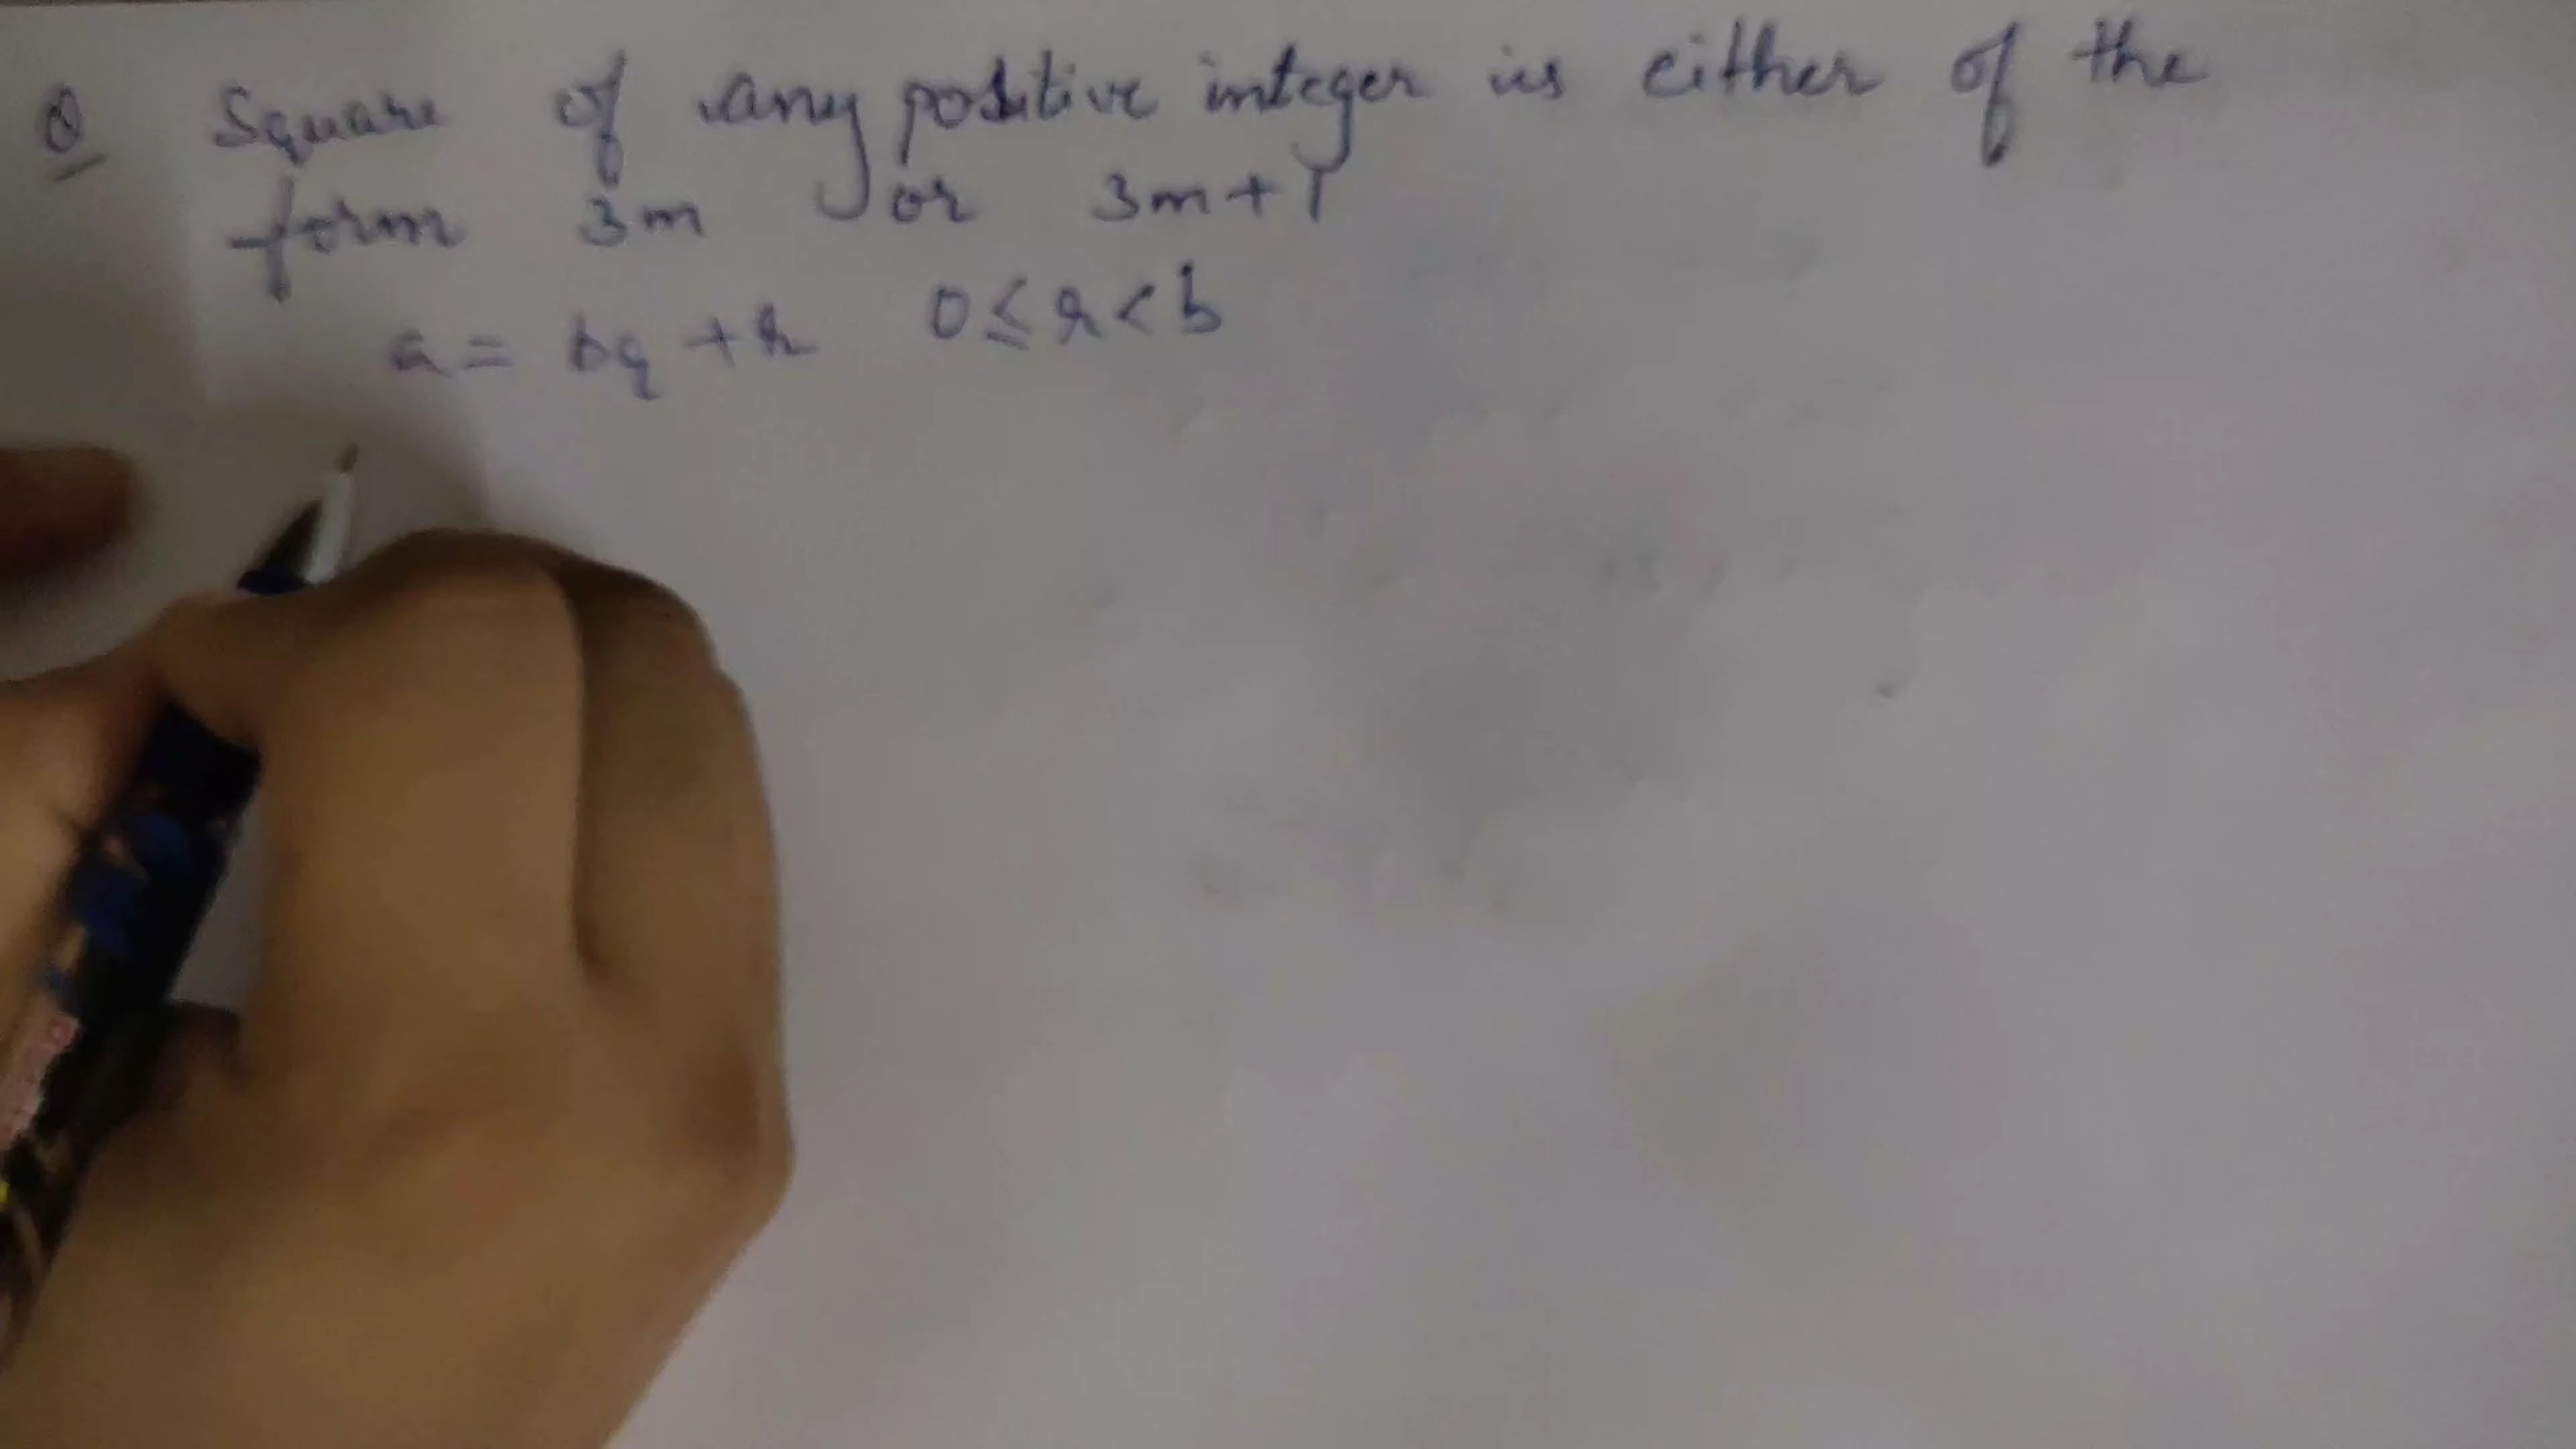 Q Square of any positive integer is either of the
form 3m or 3m+1
a = bq + r 0 ≤ r < b